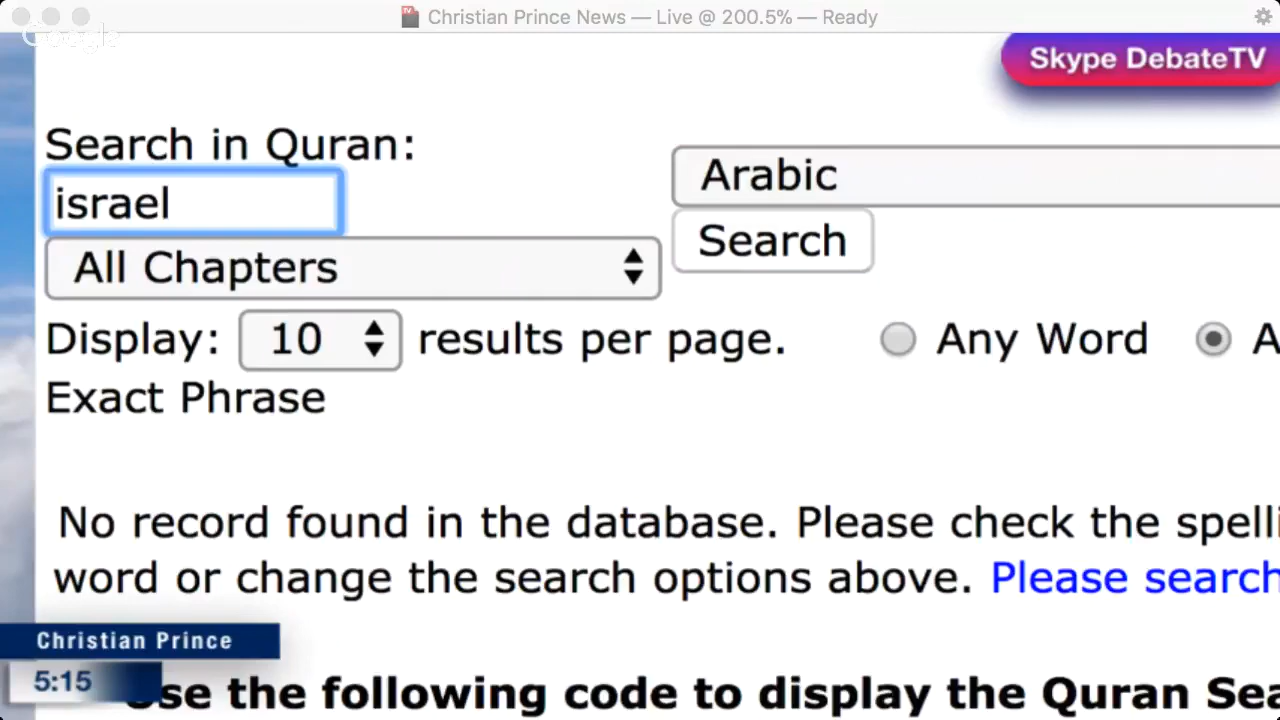 Christian Prince News — Live @ 200.5% — Ready
Google
Skype DebateTV
Search in Quran:
israel
Arabic
All Chapters
Search
Display: 10 results per page. Any Word A
Exact Phrase
No record found in the database. Please check the spelli
word or change the search options above. Please search
Christian Prince
5:15
se the following code to display the Quran Sea